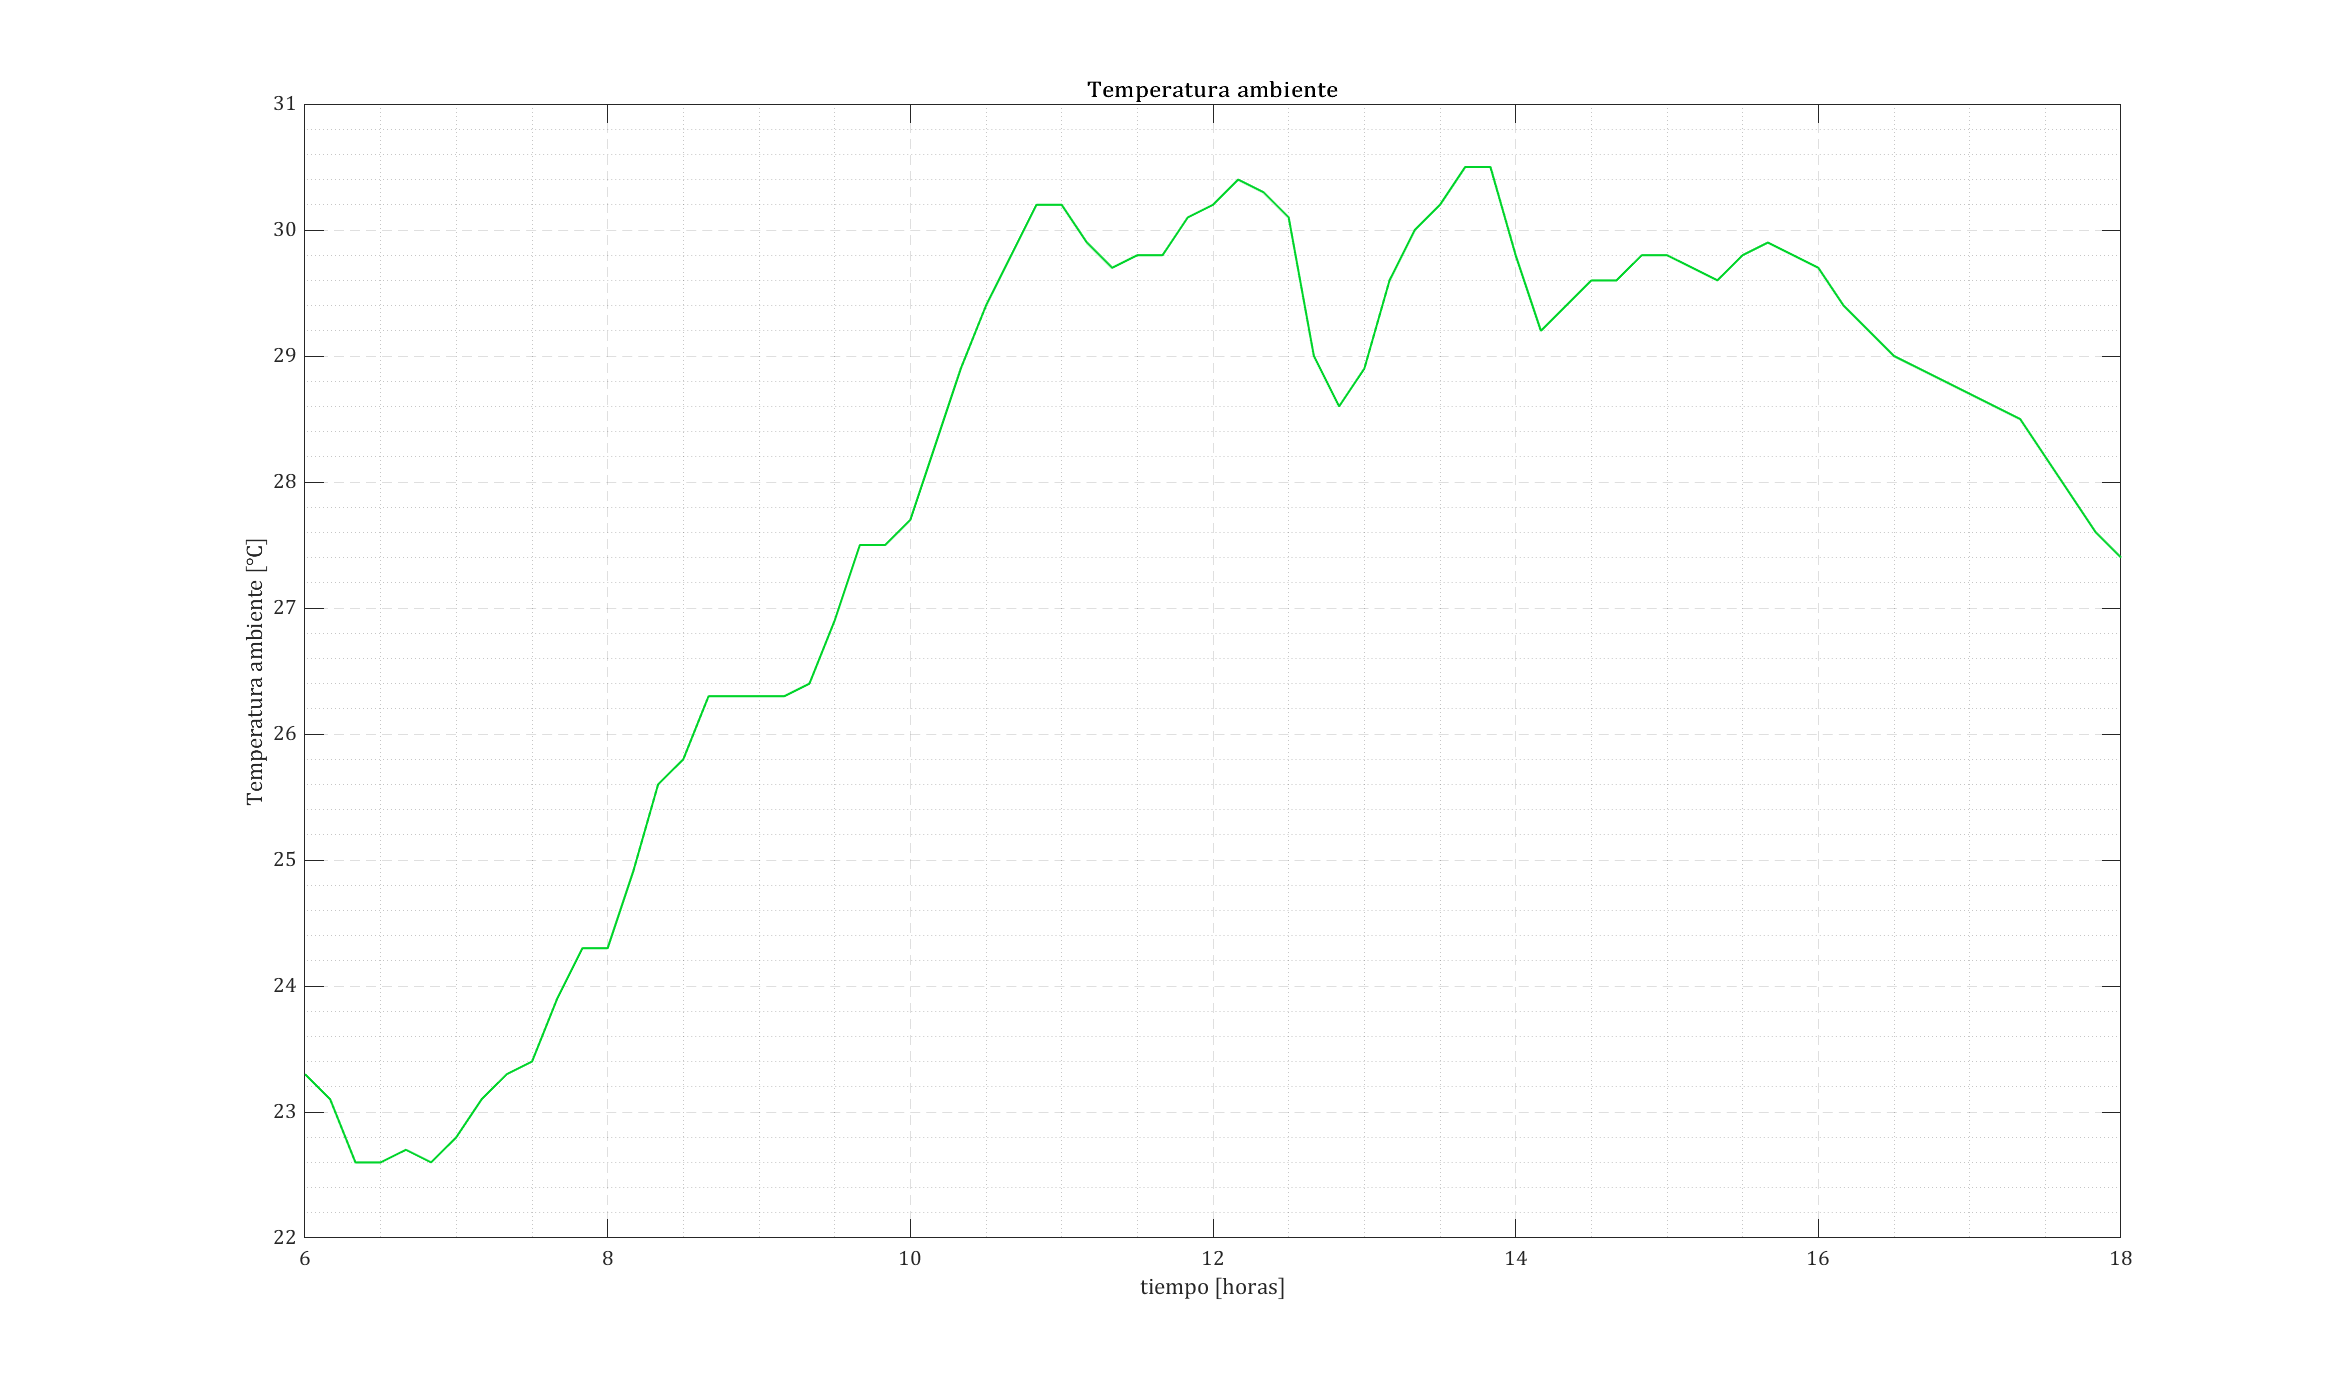 Temperatura ambiente
31
30
29
28
27
26
25
24
23
22
Temperatura ambiente [°C]
6 8 10 12 14 16 18
tiempo [horas]